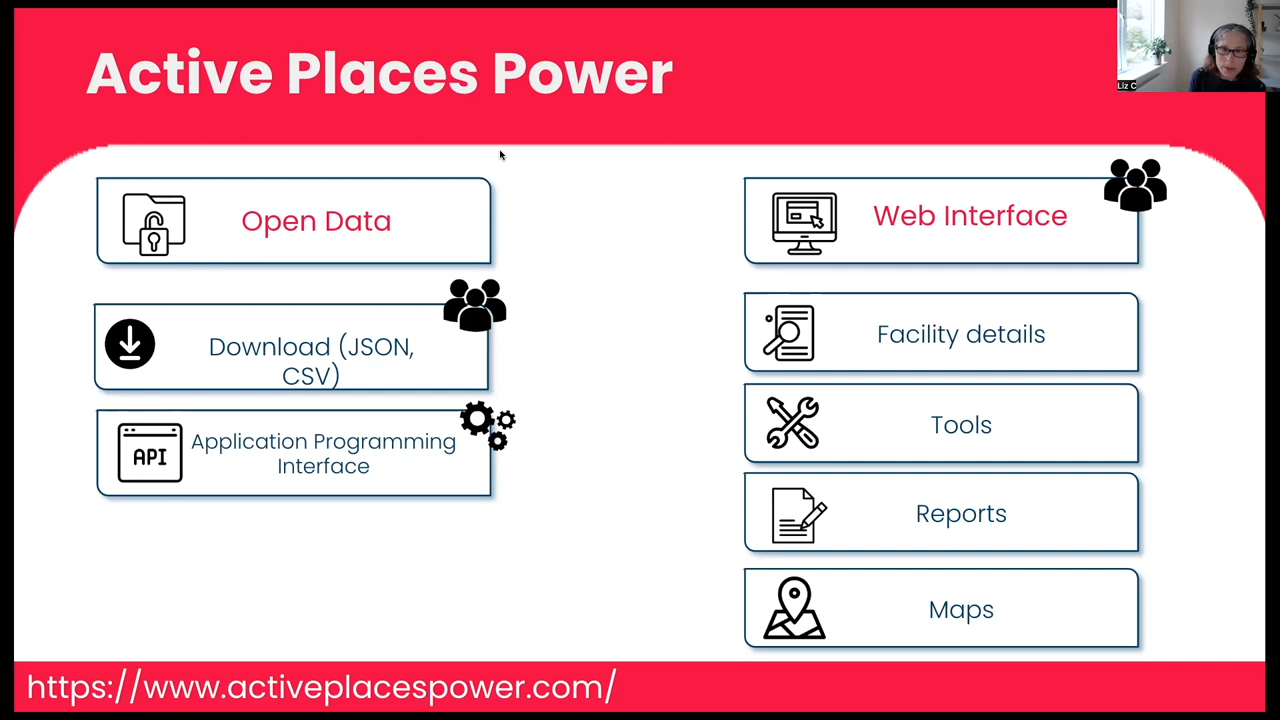 Active Places Power
Liz C
Open Data
Download (JSON,
CSV)
API
Application Programming
Interface
Web Interface
Facility details
Tools
Reports
Maps
https://www.activeplacespower.com/